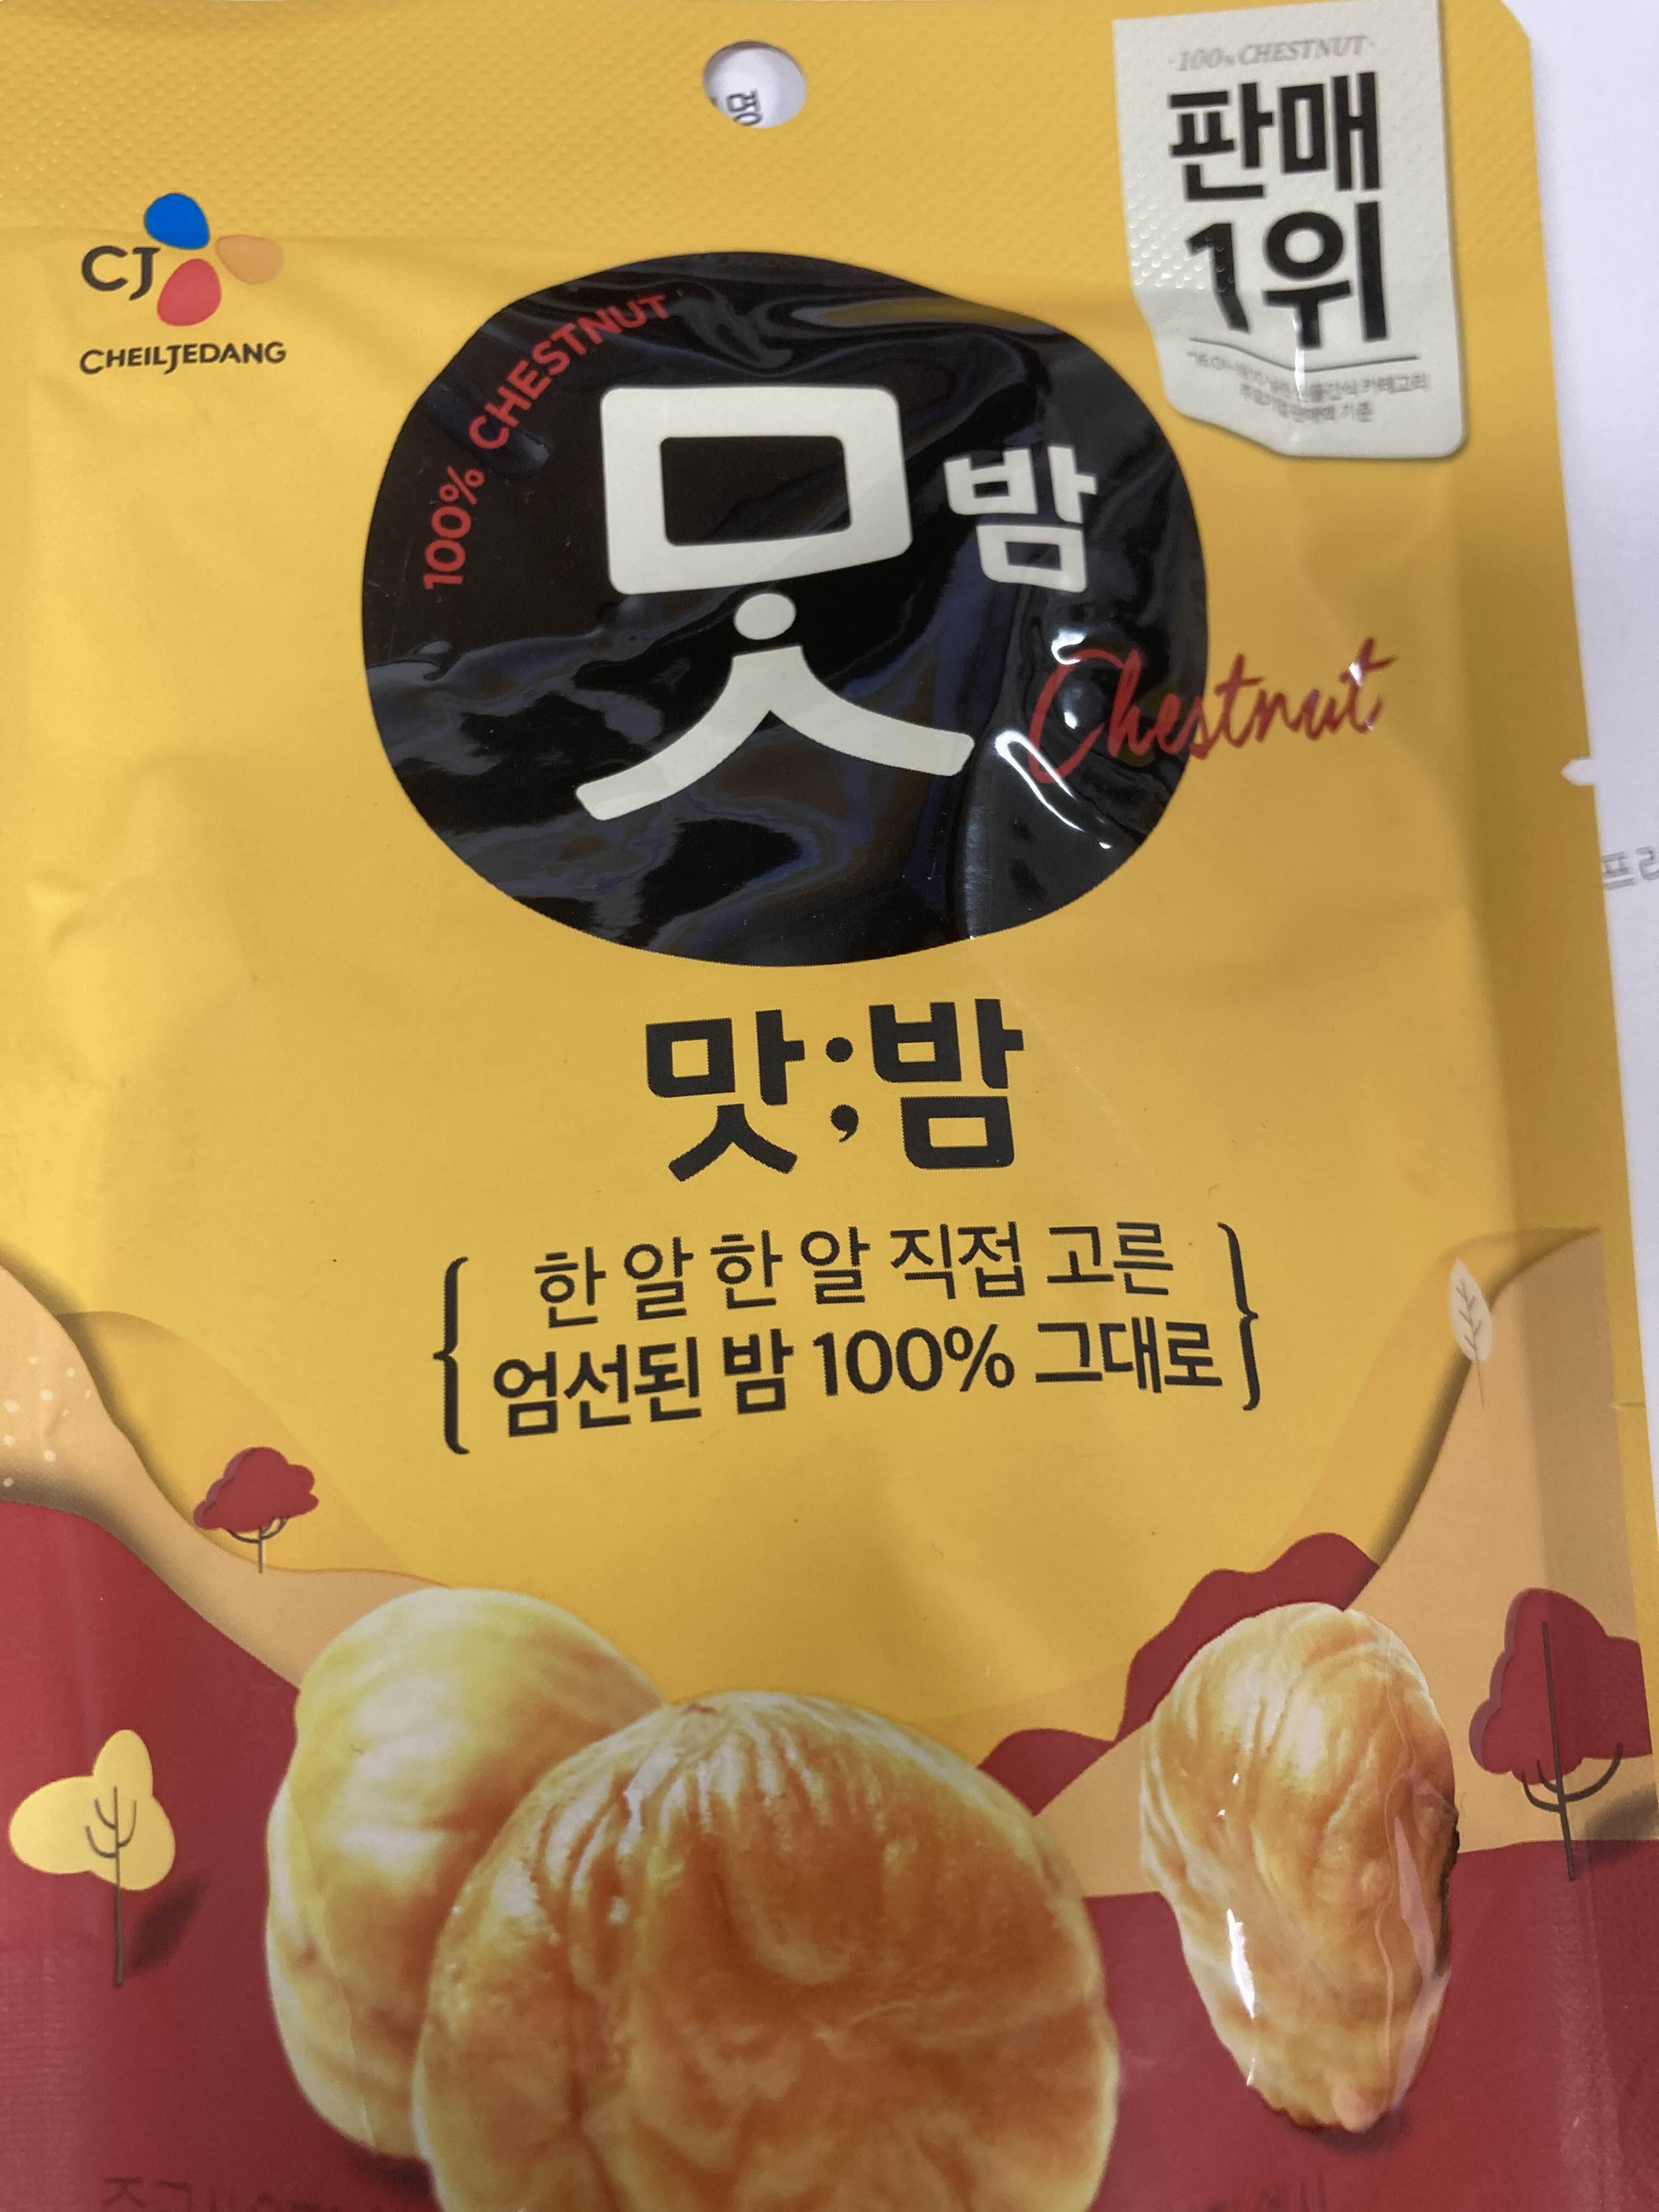 100% CHESTNUT
판매
1위
CJ
CHEILJEDANG
100% CHESTNUT
맛밤
Chestnut
맛;밤
한 알 한 알 직접 고른
엄선된 밤 100% 그대로